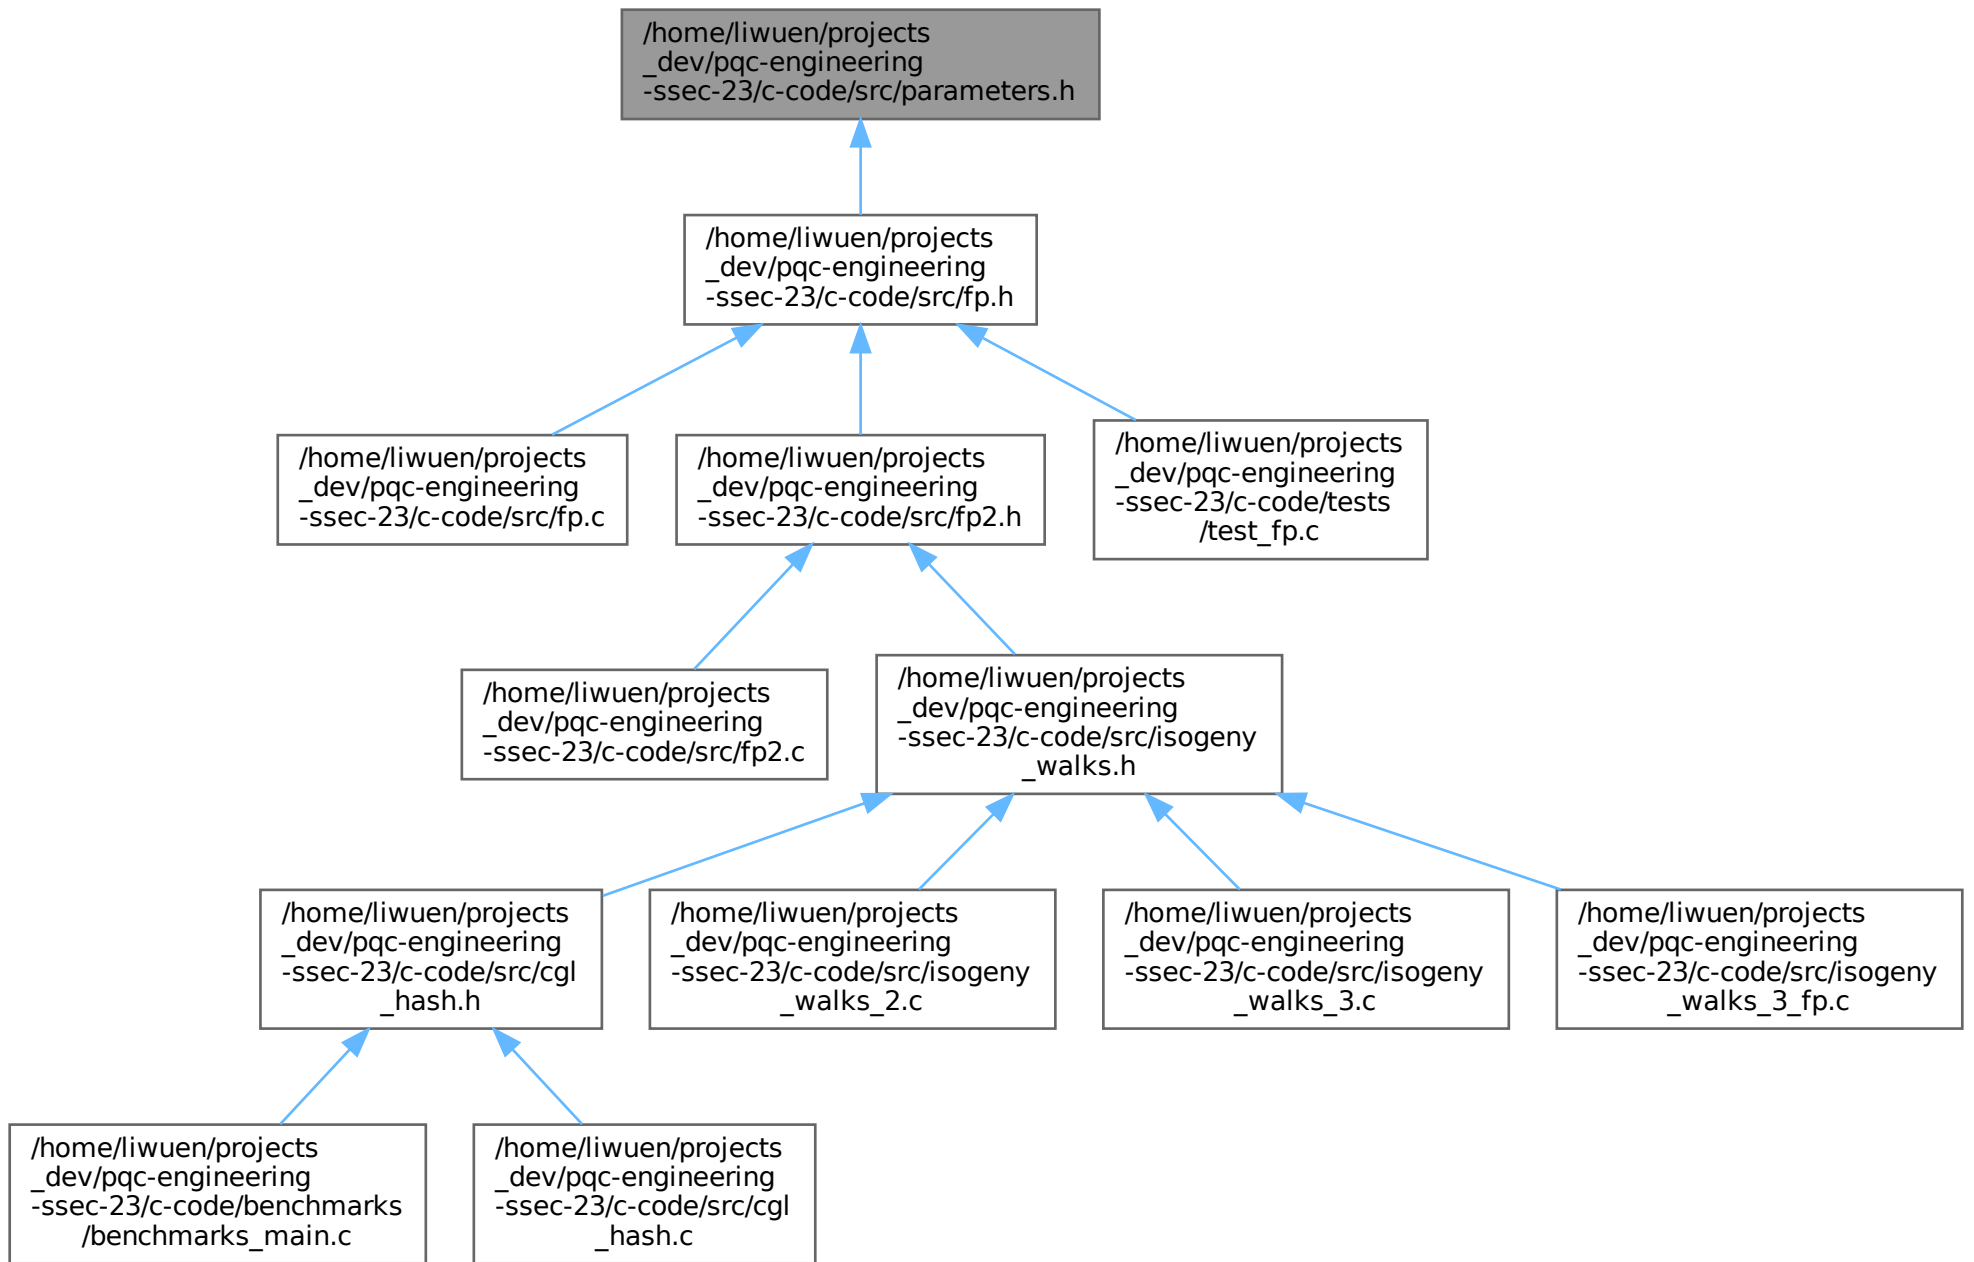 /home/liwuen/projects
_dev/pqc-engineering
-ssec-23/c-code/src/parameters.h
/home/liwuen/projects
_dev/pqc-engineering
-ssec-23/c-code/src/fp.h
/home/liwuen/projects
_dev/pqc-engineering
-ssec-23/c-code/src/fp.c
/home/liwuen/projects
_dev/pqc-engineering
-ssec-23/c-code/src/fp2.h
/home/liwuen/projects
_dev/pqc-engineering
-ssec-23/c-code/tests
/test_fp.c
/home/liwuen/projects
_dev/pqc-engineering
-ssec-23/c-code/src/fp2.c
/home/liwuen/projects
_dev/pqc-engineering
-ssec-23/c-code/src/isogeny
_walks.h
/home/liwuen/projects
_dev/pqc-engineering
-ssec-23/c-code/src/cgl
_hash.h
/home/liwuen/projects
_dev/pqc-engineering
-ssec-23/c-code/src/isogeny
_walks_2.c
/home/liwuen/projects
_dev/pqc-engineering
-ssec-23/c-code/src/isogeny
_walks_3.c
/home/liwuen/projects
_dev/pqc-engineering
-ssec-23/c-code/src/isogeny
_walks_3_fp.c
/home/liwuen/projects
_dev/pqc-engineering
-ssec-23/c-code/benchmarks
/benchmarks_main.c
/home/liwuen/projects
_dev/pqc-engineering
-ssec-23/c-code/src/cgl
_hash.c